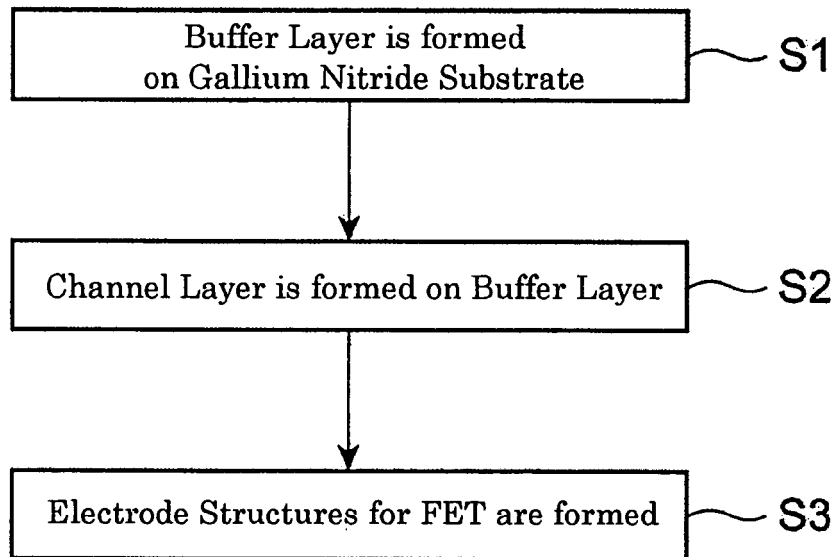 Buffer Layer is formed
on Gallium Nitride Substrate
S1
Channel Layer is formed on Buffer Layer
S2
Electrode Structures for FET are formed
S3